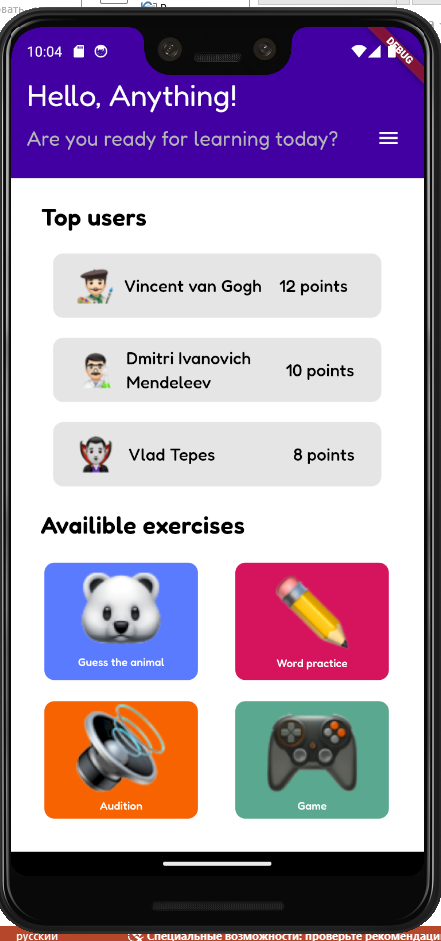 10:04
DEBUG
Hello, Anything!
Are you ready for learning today?
Top users
Vincent van Gogh 12 points
Dmitri Ivanovich
Mendeleev
10 points
Vlad Tepes 8 points
Availible exercises
Guess the animal
Word practice
Audition
Game
русский
Специальные возможности: проверьте рекомендаци